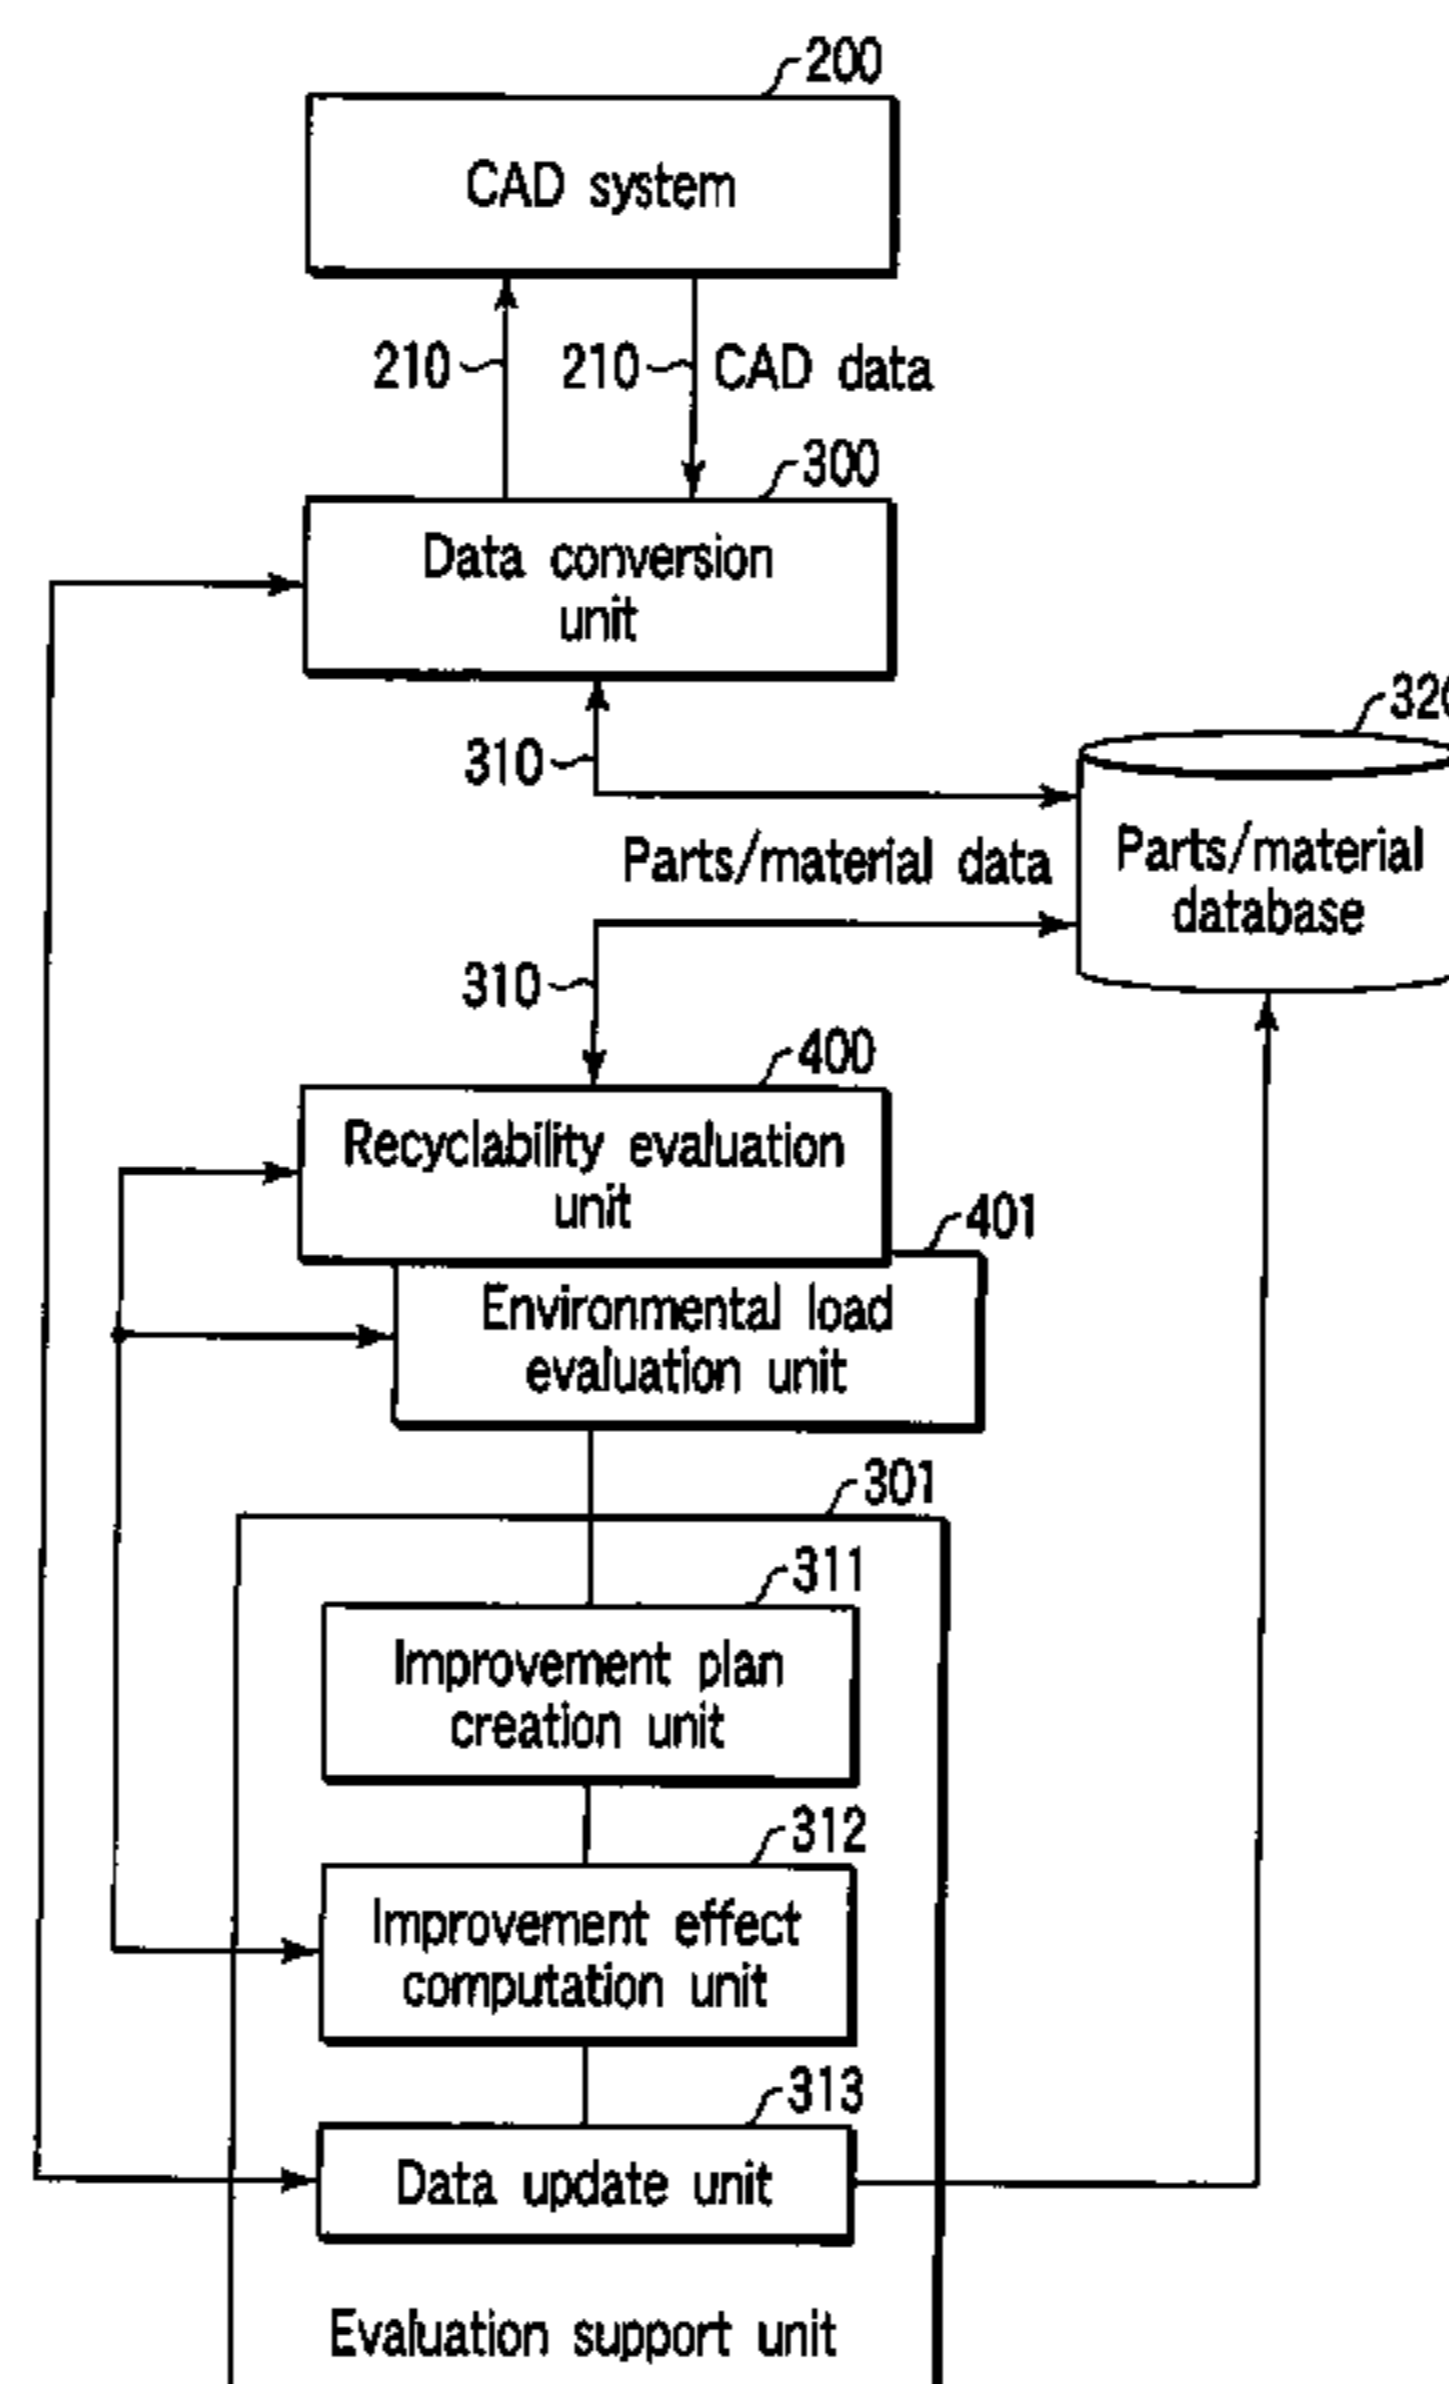 200
CAD system
210
210
CAD data
300
Data conversion
unit
310
Parts/material data
320
Parts/material
database
310
400
Recyclability evaluation
unit
401
Environmental load
evaluation unit
301
311
Improvement plan
creation unit
312
Improvement effect
computation unit
313
Data update unit
Evaluation support unit